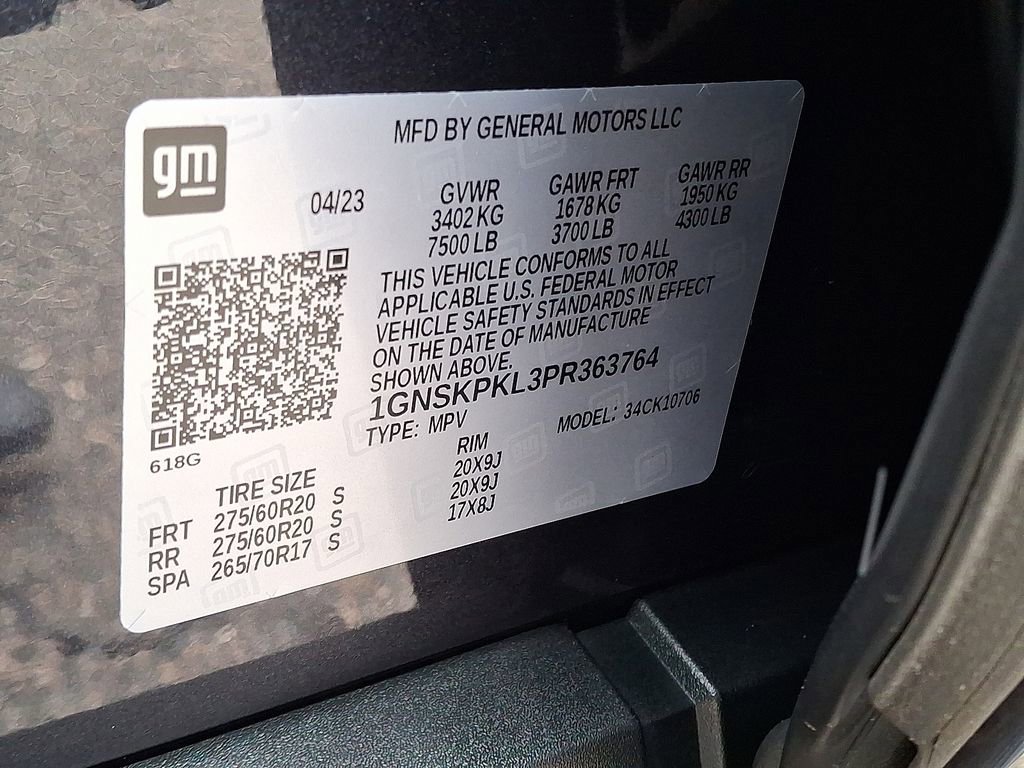 gm
MFD BY GENERAL MOTORS LLC
04/23
GVWR
3402 KG
7500 LB
GAWR FRT
1678 KG
3700 LB
GAWR RR
1950 KG
4300 LB
THIS VEHICLE CONFORMS TO ALL
APPLICABLE U.S. FEDERAL MOTOR
VEHICLE SAFETY STANDARDS IN EFFECT
ON THE DATE OF MANUFACTURE
SHOWN ABOVE.
1GNSKPKL3PR363764
TYPE: MPV MODEL: 34CK10706
618G
TIRE SIZE RIM
FRT 275/60R20 S 20X9J
RR 275/60R20 S 20X9J
SPA 265/70R17 S 17X8J